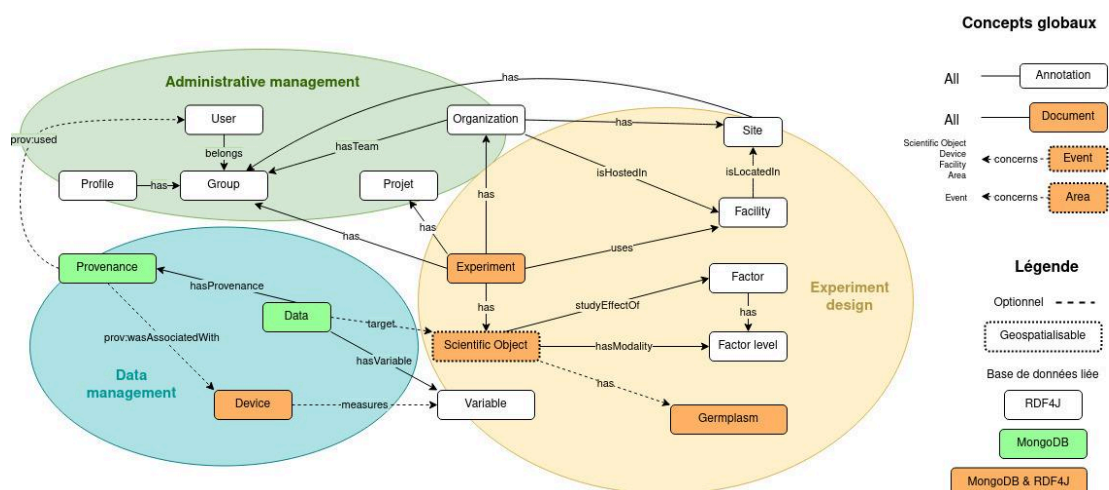 Concepts globaux
All
Annotation
All
Document
Scientific Object
Device
Facility
Area
concerns
Event
Event
concerns
Area
Légende
Optionnel
Geospatialisable
Base de données liée
RDF4J
MongoDB
MongoDB & RDF4J
Administrative management
has
User
Organization
has
Site
prov:used
belongs
hasTeam
isHostedIn
isLocatedIn
Profile
has
Group
Projet
has
has
has
Facility
uses
Provenance
hasProvenance
Experiment
Factor
Experiment
design
Data
target
has
studyEffectOf
has
prov:wasAssociatedWith
Scientific Object
hasModality
Factor level
hasVariable
Data
management
has
Device
measures
Variable
Germplasm